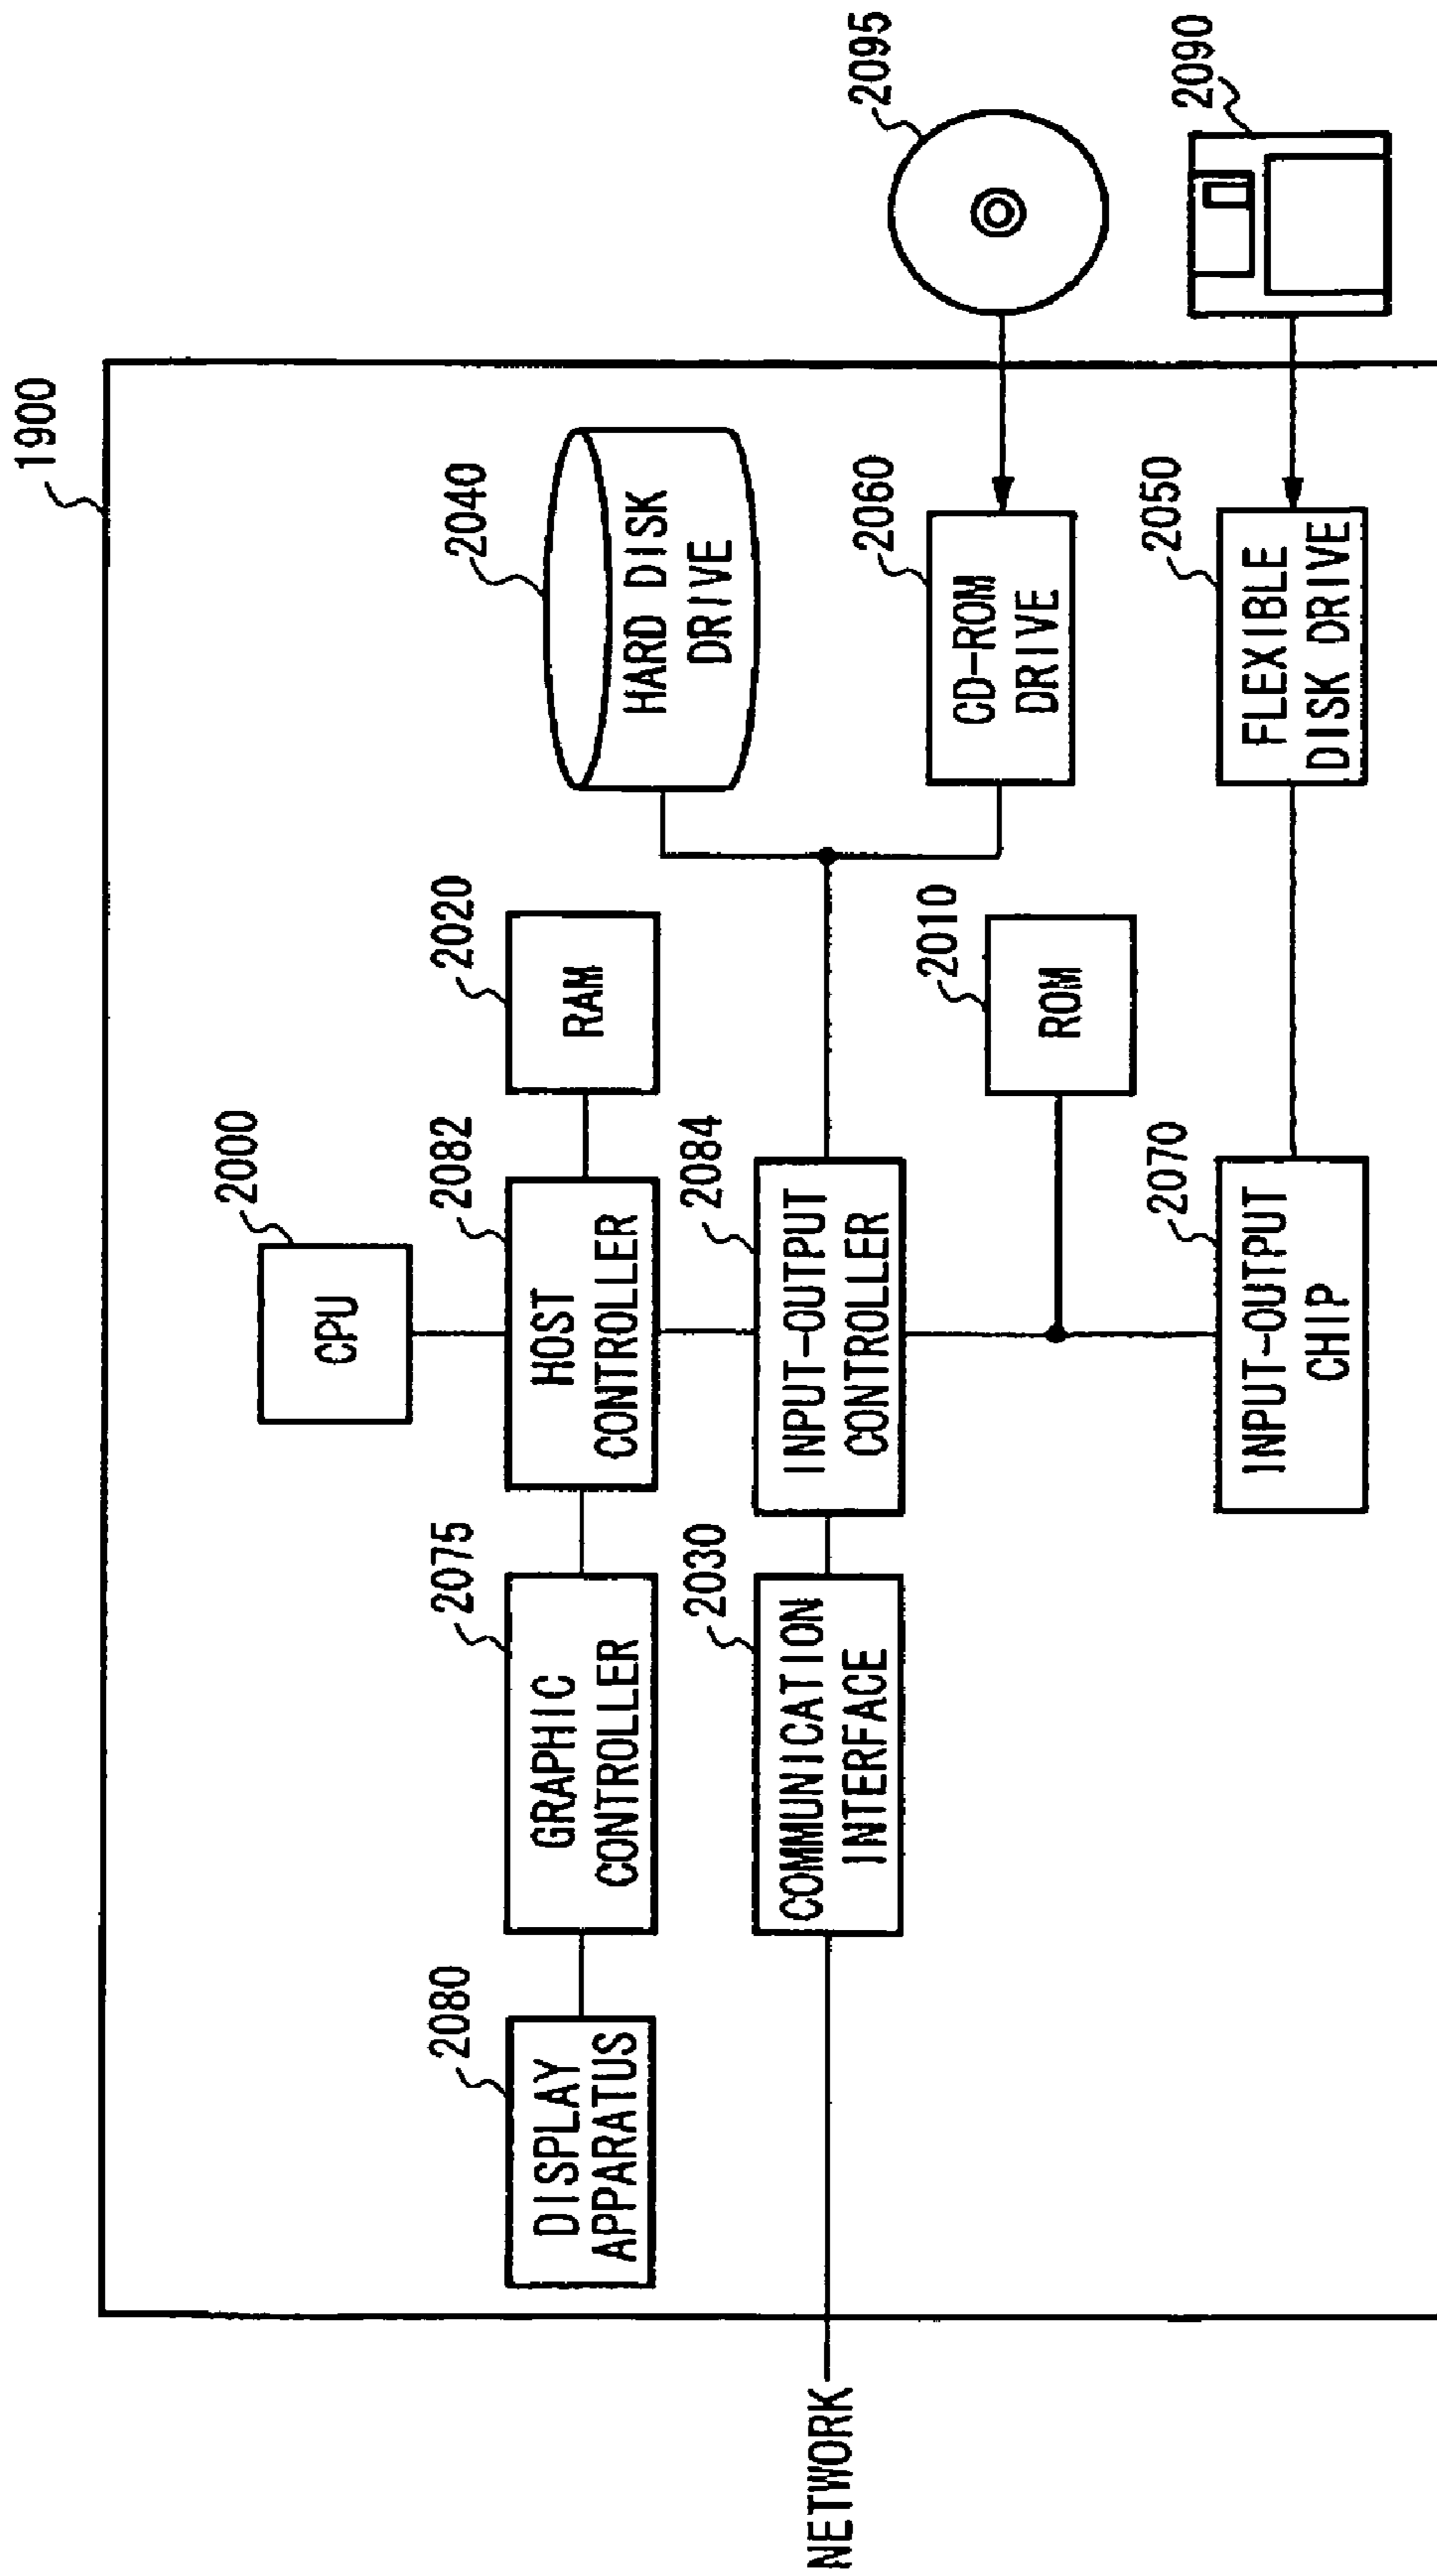 1900
2000
CPU
2080
DISPLAY
APPARATUS
2075
GRAPHIC
CONTROLLER
2082
HOST
CONTROLLER
2020
RAM
2040
HARD DISK
DRIVE
NETWORK
2030
COMMUNICATION
INTERFACE
2084
INPUT-OUTPUT
CONTROLLER
2060
CD-ROM
DRIVE
2095
2010
ROM
2070
INPUT-OUTPUT
CHIP
2050
FLEXIBLE
DISK DRIVE
2090